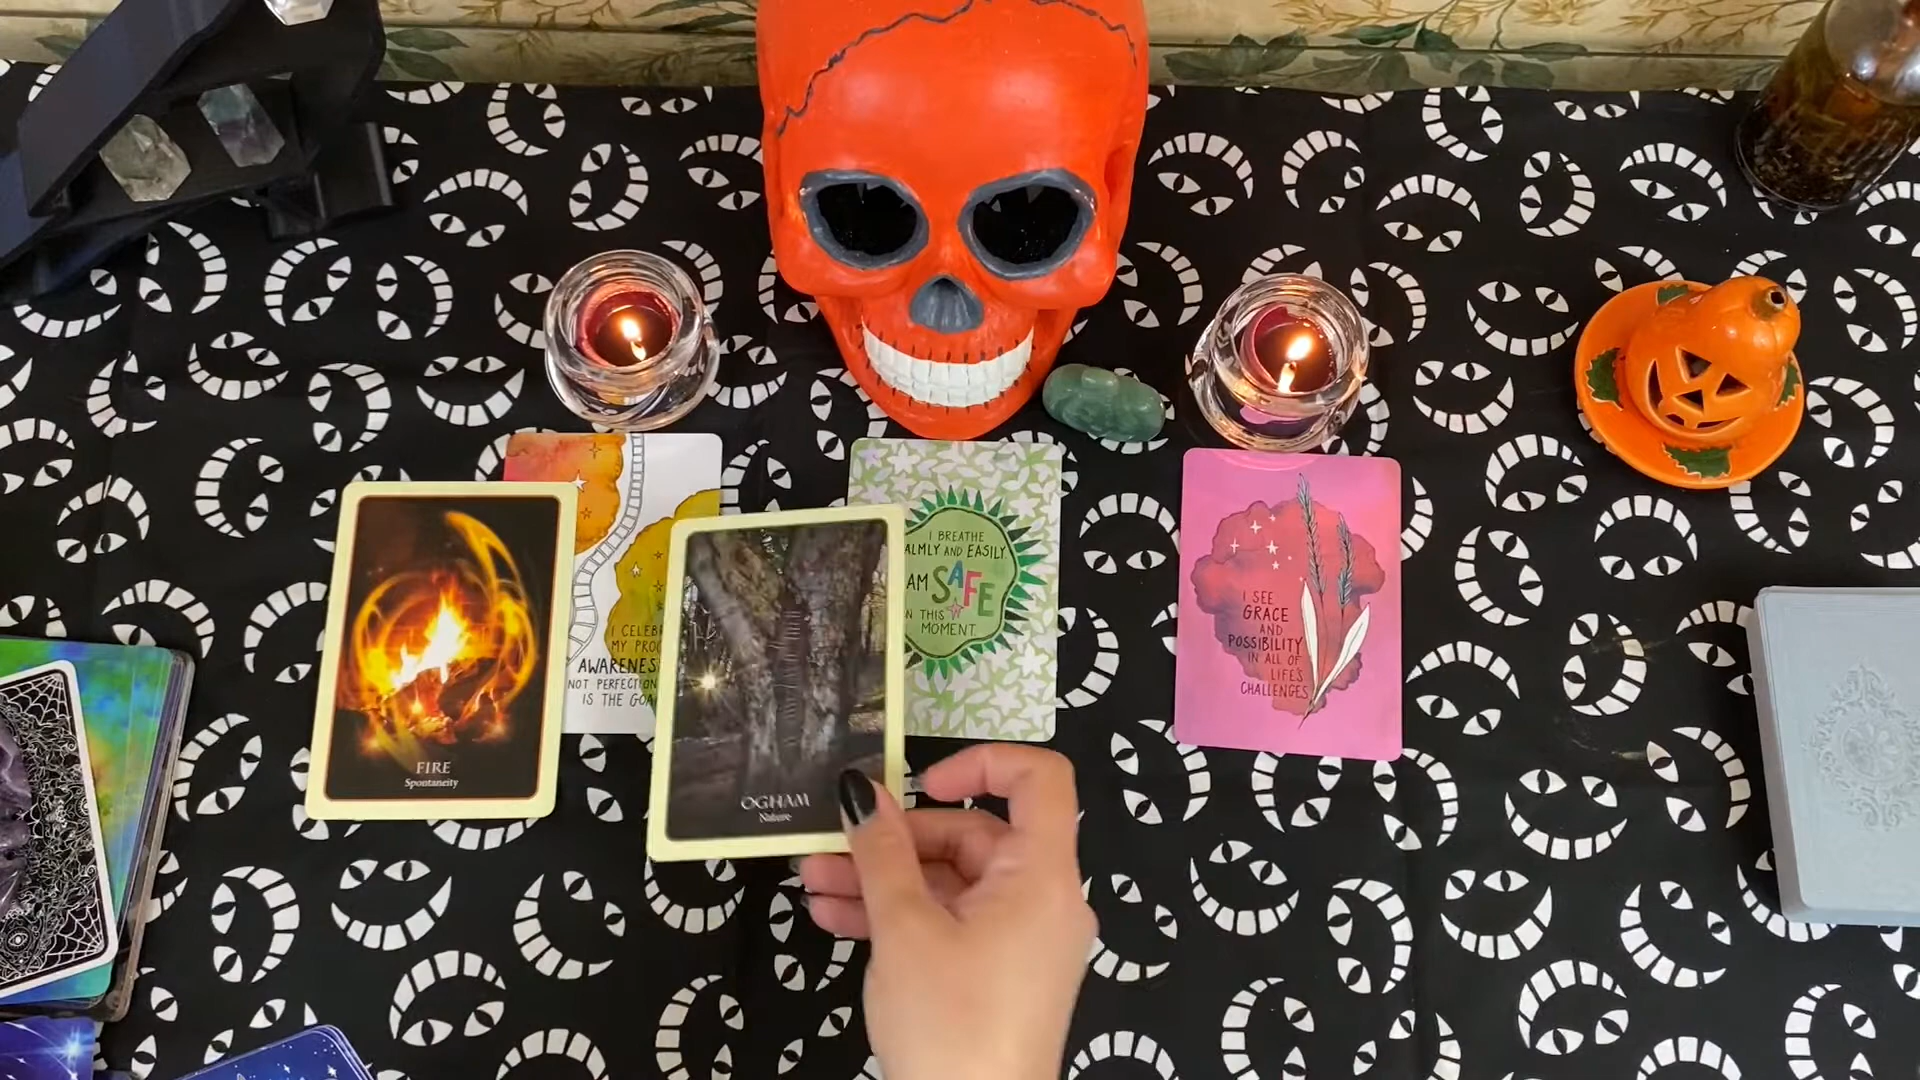 FIRE
Spontaneity
I CELEB
MY PRO
AWARENES
NOT PERFECTION
IS THE GOA
OGHAM
Nature
I BREATHE
ALMLY AND EASILY.
AM SAFE
N THIS
MOMENT.
I SEE
GRACE
AND
POSSIBILITY
IN ALL OF
LIFE'S
CHALLENGES